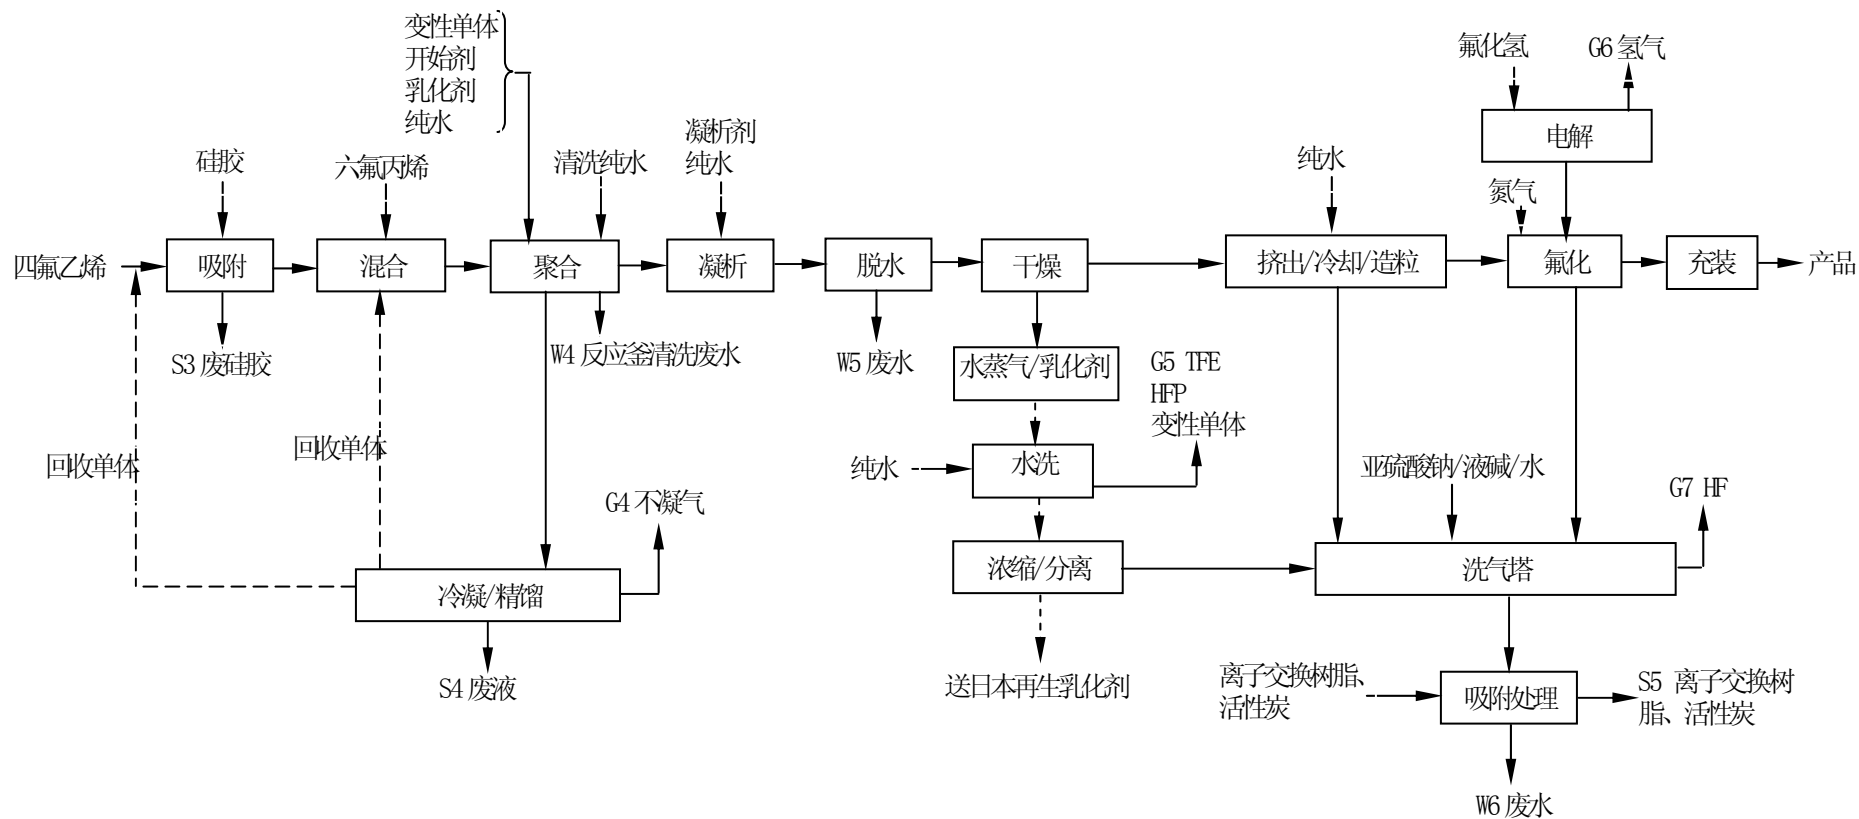 变性单体
开始剂
乳化剂
纯水
氟化氢
G6 氢气
凝析剂
纯水
电解
硅胶
六氟丙烯
清洗纯水
纯水
氮气
四氟乙烯
吸附
混合
聚合
凝析
脱水
干燥
挤出/冷却/造粒
氟化
充装
产品
S3 废硅胶
W4 反应釜清洗废水
W5 废水
水蒸气/乳化剂
G5 TFE
HFP
变性单体
回收单体
回收单体
纯水
水洗
亚硫酸钠/液碱/水
G7 HF
G4 不凝气
冷凝/精馏
浓缩/分离
洗气塔
S4 废液
送日本再生乳化剂
离子交换树脂、
活性炭
吸附处理
S5 离子交换树
脂、活性炭
W6 废水